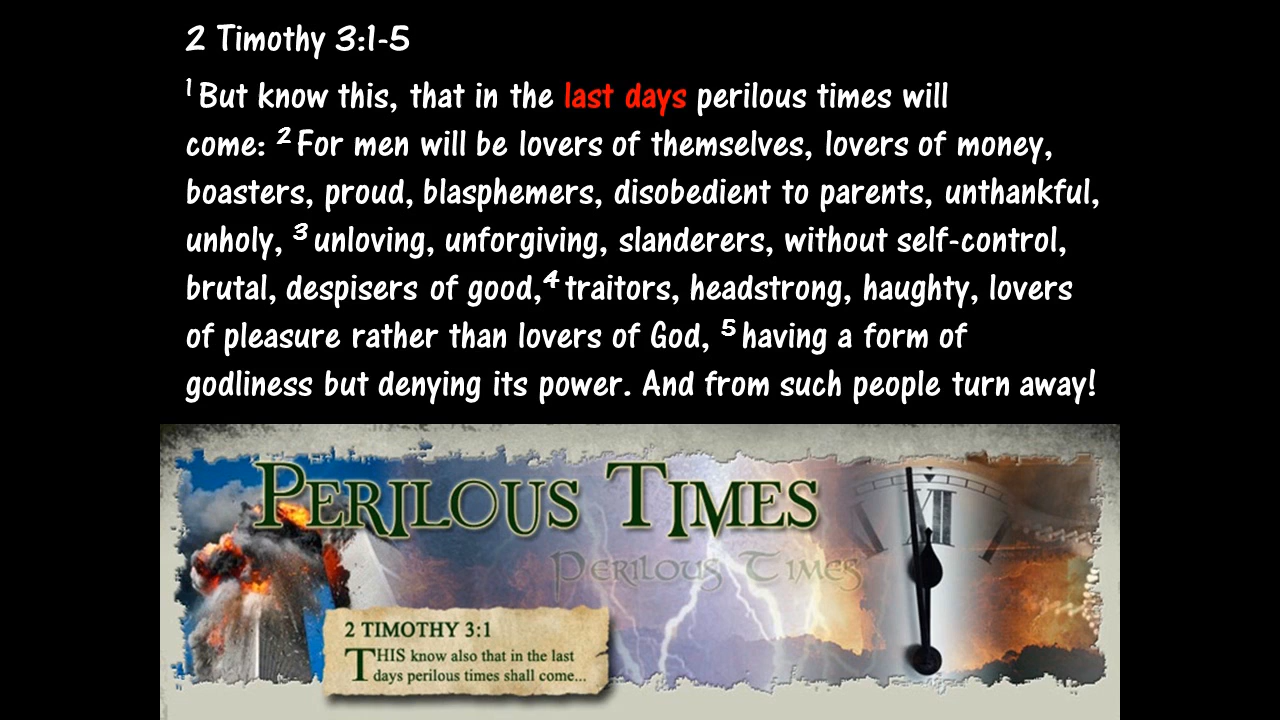 2 Timothy 3:1-5
1 But know this, that in the last days perilous times will
come: 2 For men will be lovers of themselves, lovers of money,
boasters, proud, blasphemers, disobedient to parents, unthankful,
unholy, 3 unloving, unforgiving, slanderers, without self-control,
brutal, despisers of good,4 traitors, headstrong, haughty, lovers
of pleasure rather than lovers of God, 5 having a form of
godliness but denying its power. And from such people turn away!
PERILOUS TIMES
PERILOUS TIMES
VII
2 TIMOTHY 3:1
THIS know also that in the last
days perilous times shall come...